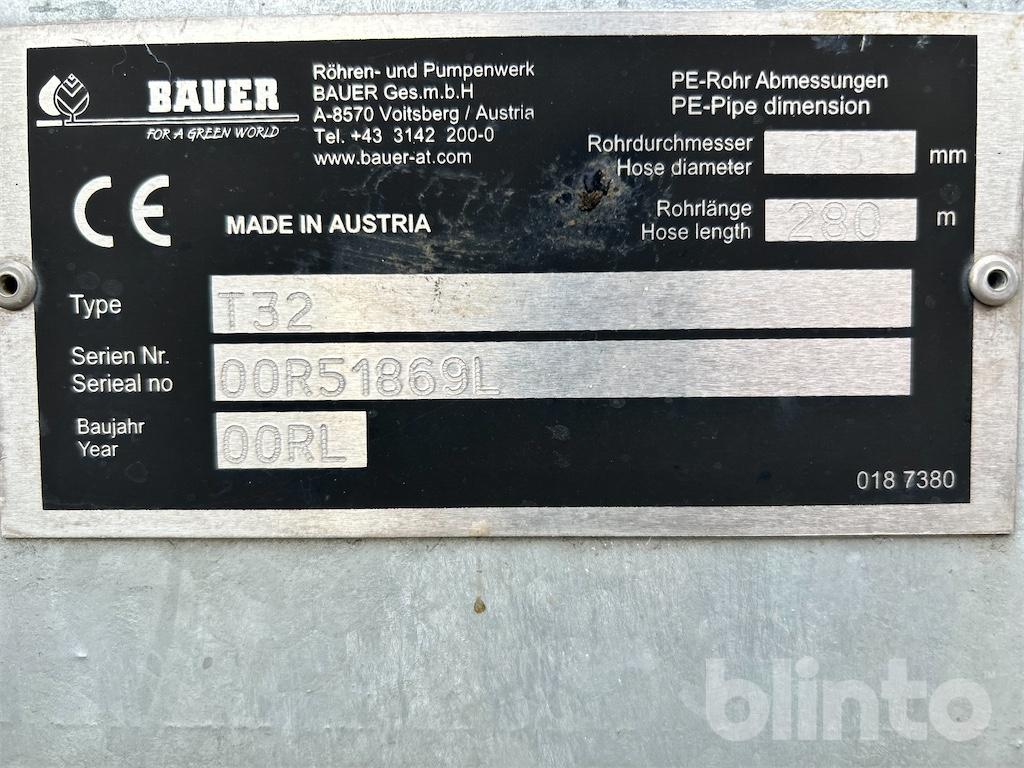 BAUER
FOR A GREEN WORLD
Röhren- und Pumpenwerk
BAUER Ges.m.b.H
A-8570 Voitsberg / Austria
Tel. +43 3142 200-0
www.bauer-at.com
PE-Rohr Abmessungen
PE-Pipe dimension
Rohrdurchmesser
Hose diameter
75
mm
Rohrlänge
Hose length
280
m
CE
MADE IN AUSTRIA
Type
T32
Serien Nr.
Serieal no
00R51869L
Baujahr
Year
00RL
018 7380
blinto